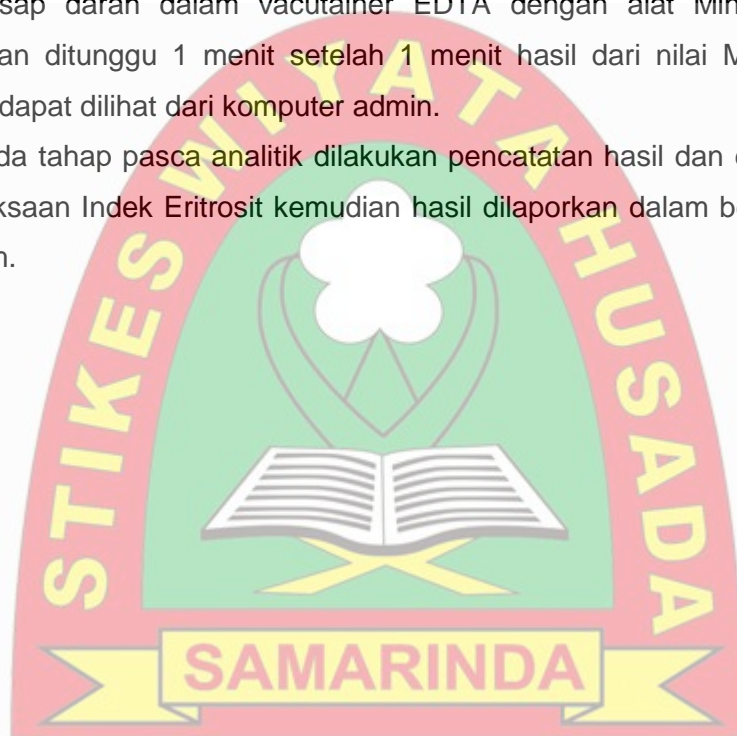 sap darah dalam vacutainer EDTA dengan alat Min
an ditunggu 1 menit setelah 1 menit hasil dari nilai M
dapat dilihat dari komputer admin.
da tahap pasca analitik dilakukan pencatatan hasil dan
ksaan Indek Eritrosit kemudian hasil dilaporkan dalam b
n.
STIKES WIYATA HUSADA
SAMARINDA